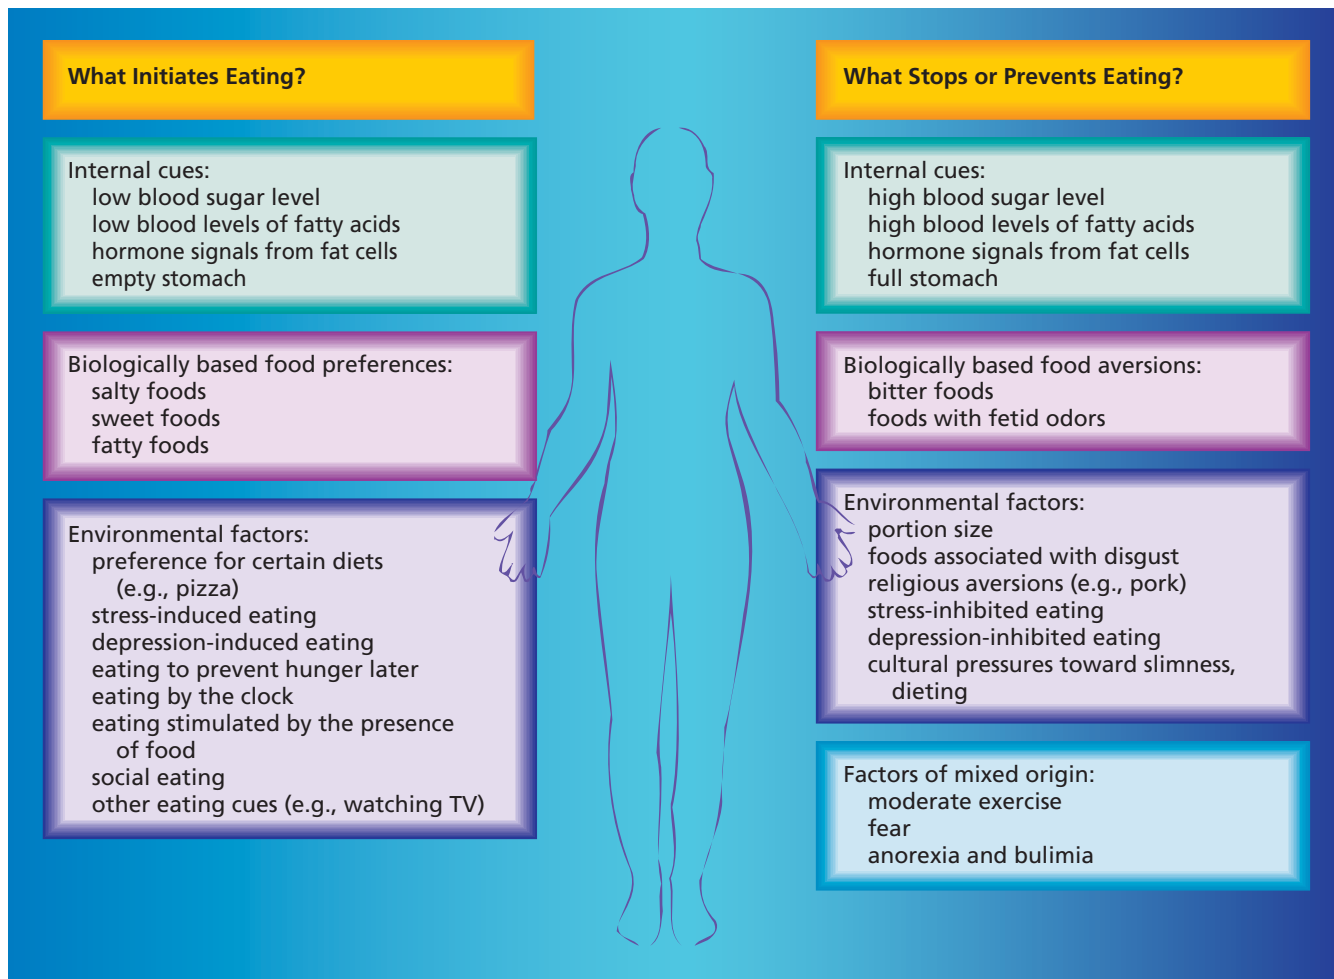 What Initiates Eating?
Internal cues:
low blood sugar level
low blood levels of fatty acids
hormone signals from fat cells
empty stomach
Biologically based food preferences:
salty foods
sweet foods
fatty foods
Environmental factors:
preference for certain diets
(e.g., pizza)
stress-induced eating
depression-induced eating
eating to prevent hunger later
eating by the clock
eating stimulated by the presence
of food
social eating
other eating cues (e.g., watching TV)
What Stops or Prevents Eating?
Internal cues:
high blood sugar level
high blood levels of fatty acids
hormone signals from fat cells
full stomach
Biologically based food aversions:
bitter foods
foods with fetid odors
Environmental factors:
portion size
foods associated with disgust
religious aversions (e.g., pork)
stress-inhibited eating
depression-inhibited eating
cultural pressures toward slimness,
dieting
Factors of mixed origin:
moderate exercise
fear
anorexia and bulimia